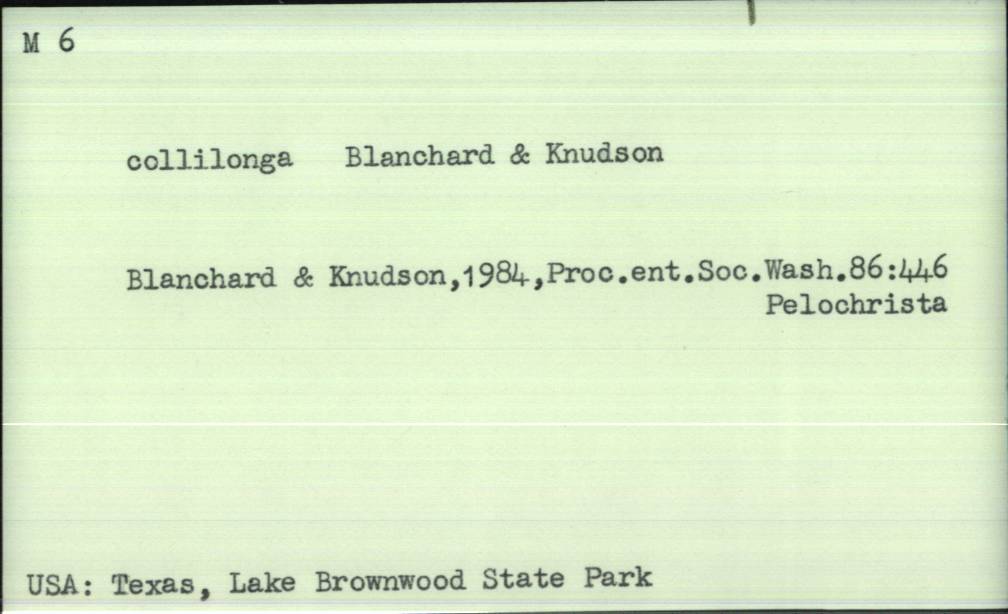 M 6
collilonga Blanchard & Knudson
Blanchard & Knudson,1984,Proc.ent.Soc.Wash.86:446
Pelochrista
USA: Texas, Lake Brownwood State Park